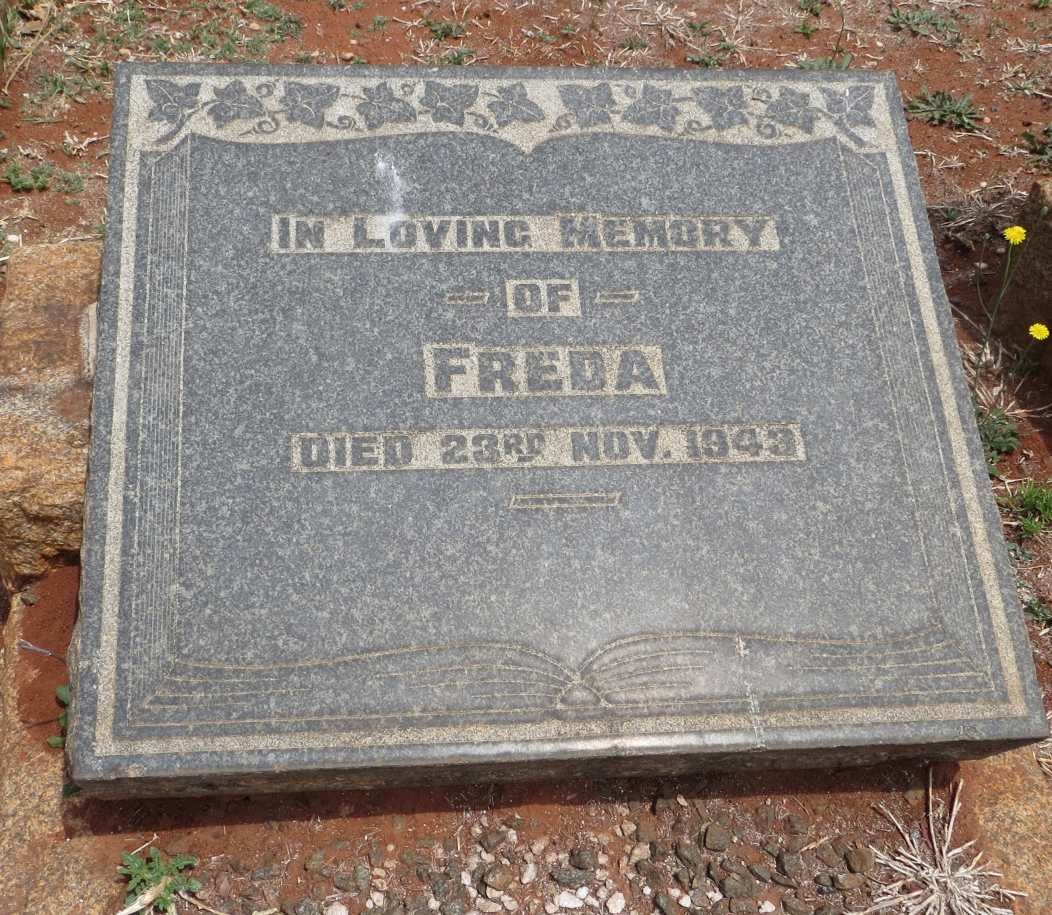 IN LOVING MEMORY
OF
FREDA
DIED 23RD NOV. 1943